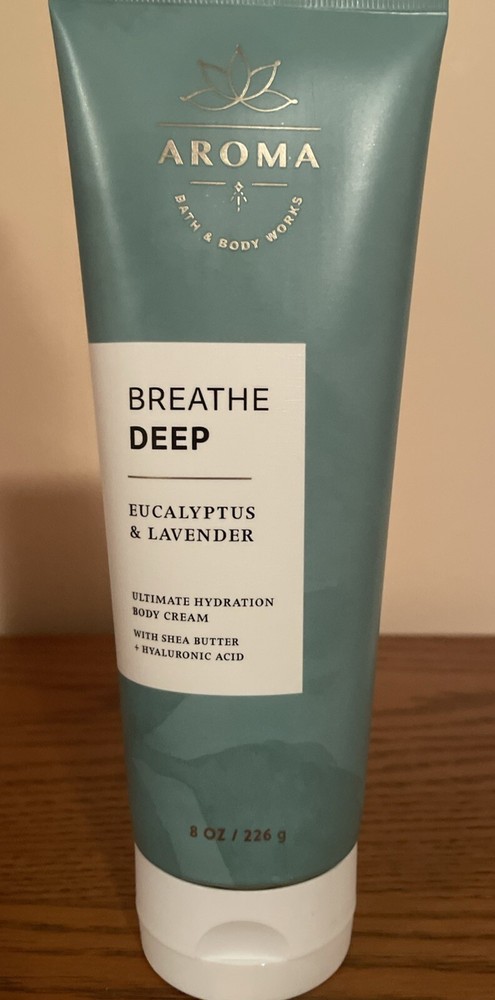 AROMA
BATH & BODY WORKS
BREATHE
DEEP
EUCALYPTUS
& LAVENDER
ULTIMATE HYDRATION
BODY CREAM
WITH SHEA BUTTER
+ HYALURONIC ACID
8 OZ / 226 g